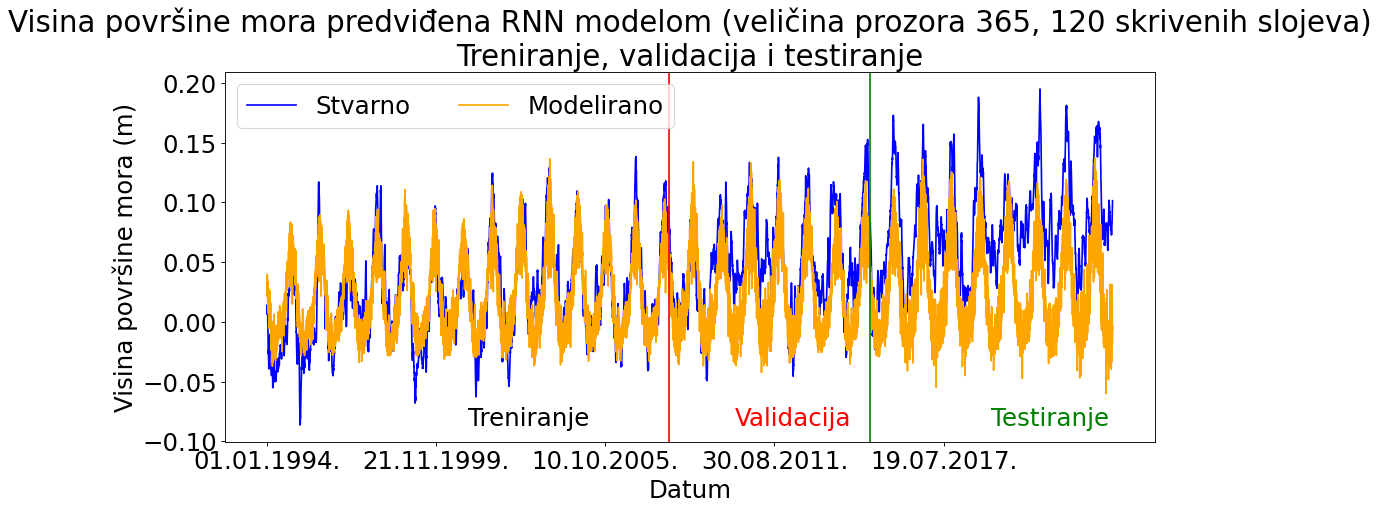 Visina površine mora predviđena RNN modelom (veličina prozora 365, 120 skrivenih slojeva)
Treniranje, validacija i testiranje
Stvarno
Modelirano
Visina površine mora (m)
0.20
0.15
0.10
0.05
0.00
−0.05
−0.10
Treniranje
Validacija
Testiranje
01.01.1994.
21.11.1999.
10.10.2005.
30.08.2011.
19.07.2017.
Datum